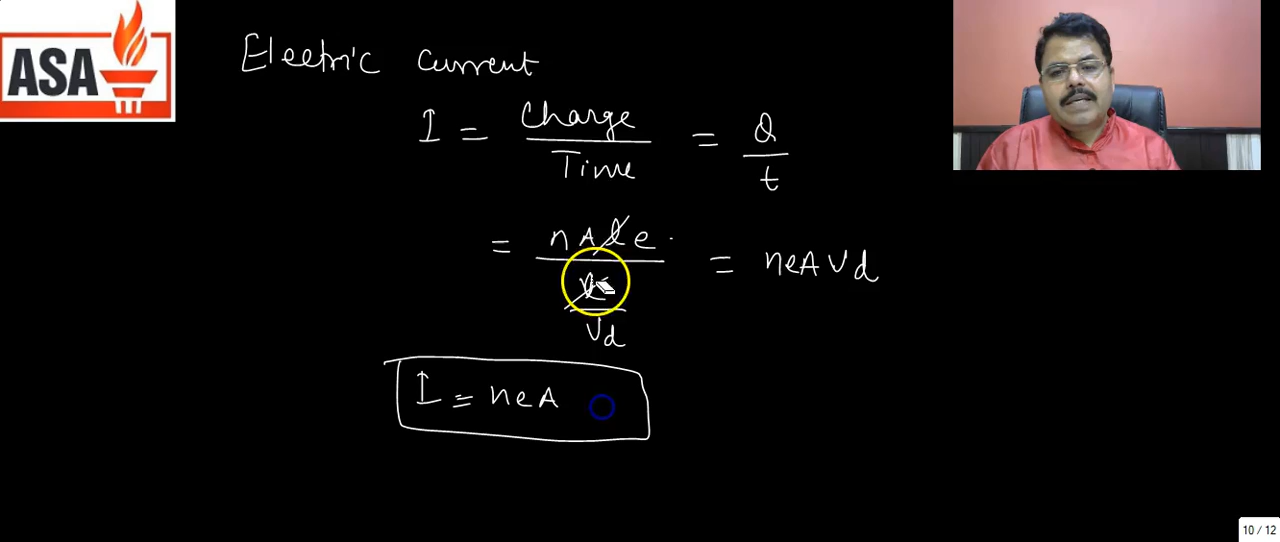 ASA
Electric current
I = Charge / Time = Q / t
= nAle / (l / Vd) = neAVd
I = neA
10 / 12